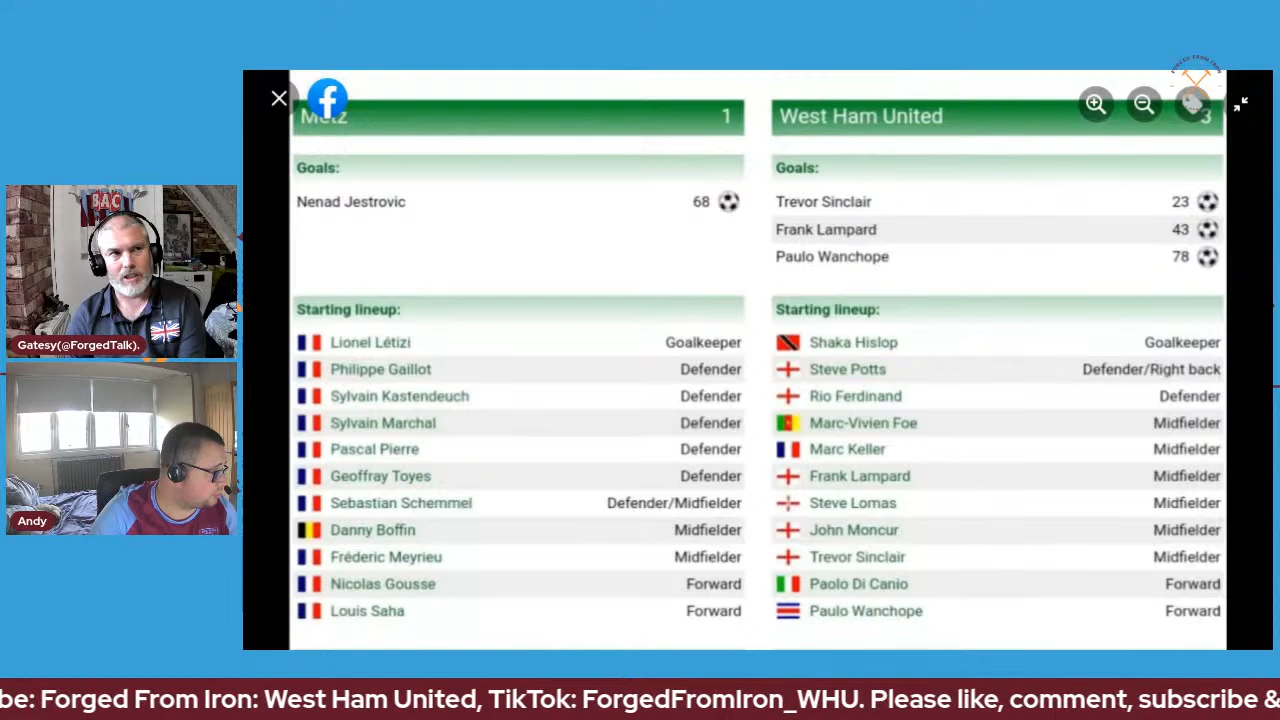 FORGED FROM IRON
Metz 1
West Ham United 3
Goals:
Goals:
Nenad Jestrovic 68
Trevor Sinclair 23
Frank Lampard 43
Paulo Wanchope 78
BAC
Gatesy(@ForgedTalk).
Andy
Starting lineup:
Lionel Létizi Goalkeeper
Philippe Gaillot Defender
Sylvain Kastendeuch Defender
Sylvain Marchal Defender
Pascal Pierre Defender
Geoffray Toyes Defender
Sebastian Schemmel Defender/Midfielder
Danny Boffin Midfielder
Fréderic Meyrieu Midfielder
Nicolas Gousse Forward
Louis Saha Forward
Starting lineup:
Shaka Hislop Goalkeeper
Steve Potts Defender/Right back
Rio Ferdinand Defender
Marc-Vivien Foe Midfielder
Marc Keller Midfielder
Frank Lampard Midfielder
Steve Lomas Midfielder
John Moncur Midfielder
Trevor Sinclair Midfielder
Paolo Di Canio Forward
Paulo Wanchope Forward
be: Forged From Iron: West Ham United, TikTok: ForgedFromIron_WHU. Please like, comment, subscribe &